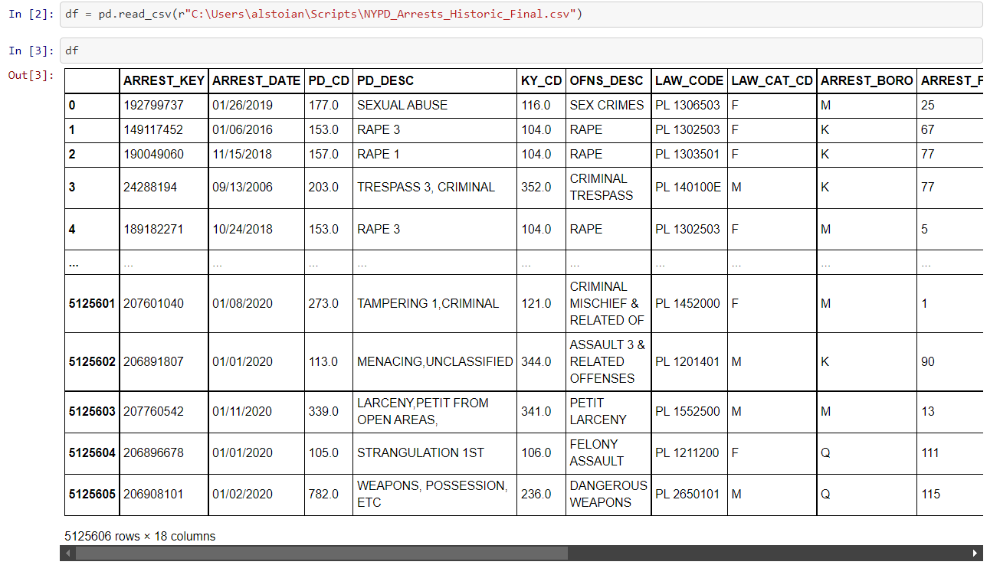 In [2]: df = pd.read_csv(r"C:\Users\alstoian\Scripts\NYPD_Arrests_Historic_Final.csv")
In [3]: df
Out[3]:
ARREST_KEY ARREST_DATE PD_CD PD_DESC KY_CD OFNS_DESC LAW_CODE LAW_CAT_CD ARREST_BORO ARREST_F
0 192799737 01/26/2019 177.0 SEXUAL ABUSE 116.0 SEX CRIMES PL 1306503 F M 25
1 149117452 01/06/2016 153.0 RAPE 3 104.0 RAPE PL 1302503 F K 67
2 190049060 11/15/2018 157.0 RAPE 1 104.0 RAPE PL 1303501 F K 77
3 24288194 09/13/2006 203.0 TRESPASS 3, CRIMINAL 352.0 CRIMINAL TRESPASS PL 140100E M K 77
4 189182271 10/24/2018 153.0 RAPE 3 104.0 RAPE PL 1302503 F M 5
... ... ... ... ... ... ... ... ... ... ...
5125601 207601040 01/08/2020 273.0 TAMPERING 1,CRIMINAL 121.0 CRIMINAL MISCHIEF & RELATED OF PL 1452000 F M 1
5125602 206891807 01/01/2020 113.0 MENACING,UNCLASSIFIED 344.0 ASSAULT 3 & RELATED OFFENSES PL 1201401 M K 90
5125603 207760542 01/11/2020 339.0 LARCENY,PETIT FROM OPEN AREAS, 341.0 PETIT LARCENY PL 1552500 M M 13
5125604 206896678 01/01/2020 105.0 STRANGULATION 1ST 106.0 FELONY ASSAULT PL 1211200 F Q 111
5125605 206908101 01/02/2020 782.0 WEAPONS, POSSESSION, ETC 236.0 DANGEROUS WEAPONS PL 2650101 M Q 115
5125606 rows × 18 columns